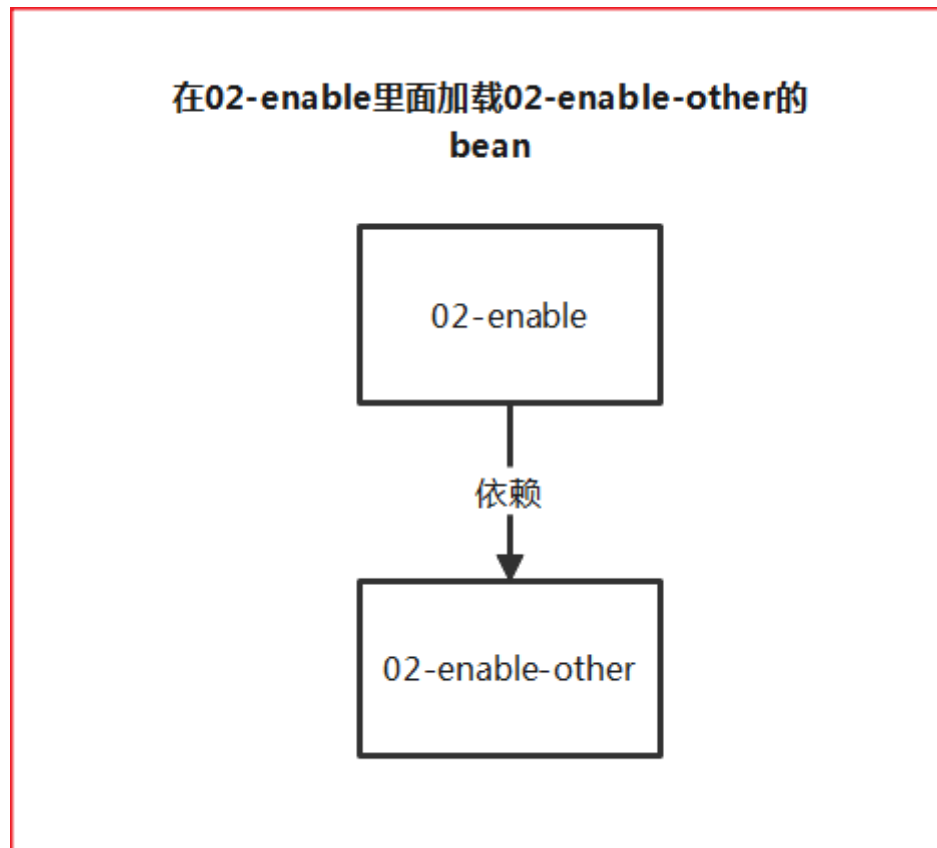 在02-enable里面加载02-enable-other的
bean
02-enable
依赖
02-enable-other